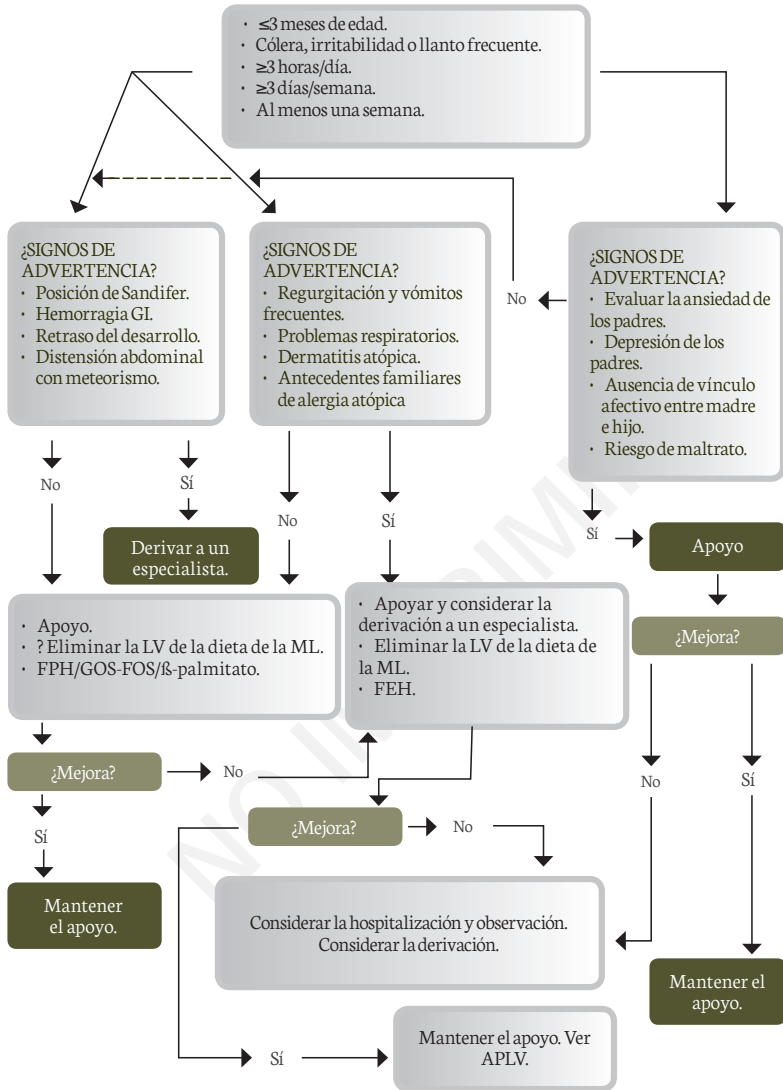 · ≤3 meses de edad.
· Cólera, irritabilidad o llanto frecuente.
· ≥3 horas/día.
· ≥3 días/semana.
· Al menos una semana.
¿SIGNOS DE
ADVERTENCIA?
· Posición de Sandifer.
· Hemorragia GI.
· Retraso del desarrollo.
· Distensión abdominal
con meteorismo.
¿SIGNOS DE
ADVERTENCIA?
· Regurgitación y vómitos
frecuentes.
· Problemas respiratorios.
· Dermatitis atópica.
· Antecedentes familiares
de alergia atópica
No
¿SIGNOS DE
ADVERTENCIA?
· Evaluar la ansiedad de
los padres.
· Depresión de los
padres.
· Ausencia de vínculo
afectivo entre madre
e hijo.
· Riesgo de maltrato.
No
Sí
No
Sí
Sí
Derivar a un
especialista.
Apoyo
· Apoyo.
· ? Eliminar la LV de la dieta de la ML.
· FPH/GOS-FOS/ß-palmitato.
· Apoyar y considerar la
derivación a un especialista.
· Eliminar la LV de la dieta de
la ML.
· FEH.
¿Mejora?
¿Mejora?
No
No
Sí
Sí
¿Mejora?
No
Mantener
el apoyo.
Considerar la hospitalización y observación.
Considerar la derivación.
Mantener el
apoyo.
Sí
Mantener el apoyo. Ver
APLV.